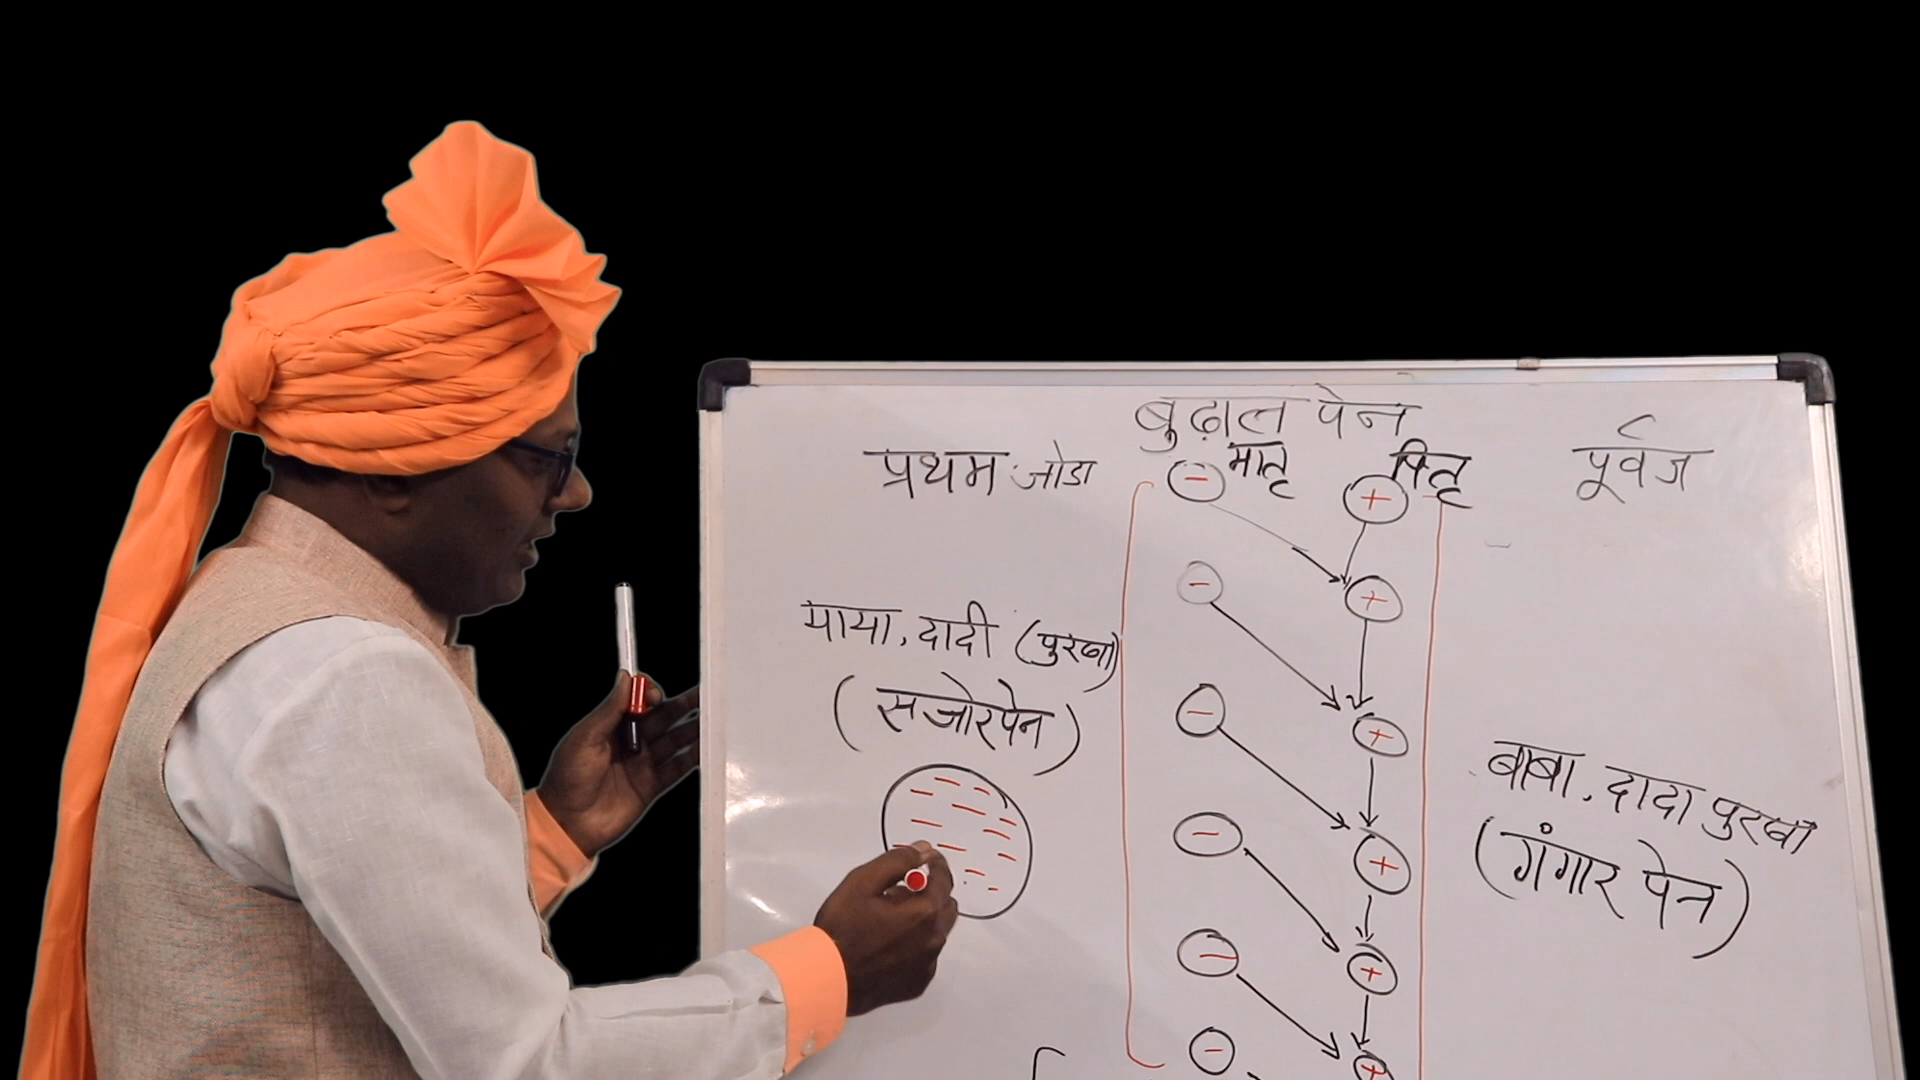 बुढ़ाल पेन
प्रथम जोडा
मातृ
पितृ
पूर्वज
- +
- +
माया, दादी (पुरखा)
(सजोरपेन)
- +
बाबा, दादा पुरखा
(गंगार पेन)
- +
- +
- +